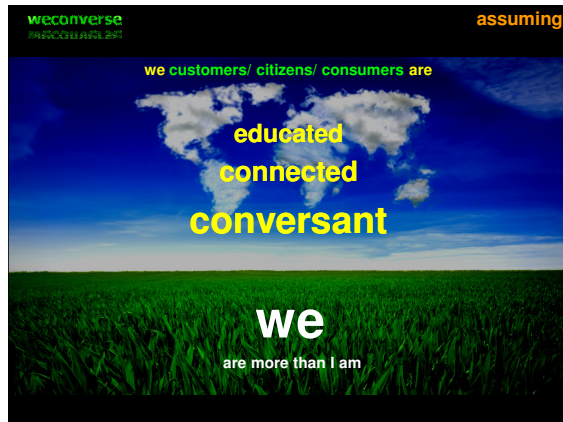 weconverse
assuming
we customers/ citizens/ consumers are
educated
connected
conversant
we
are more than I am